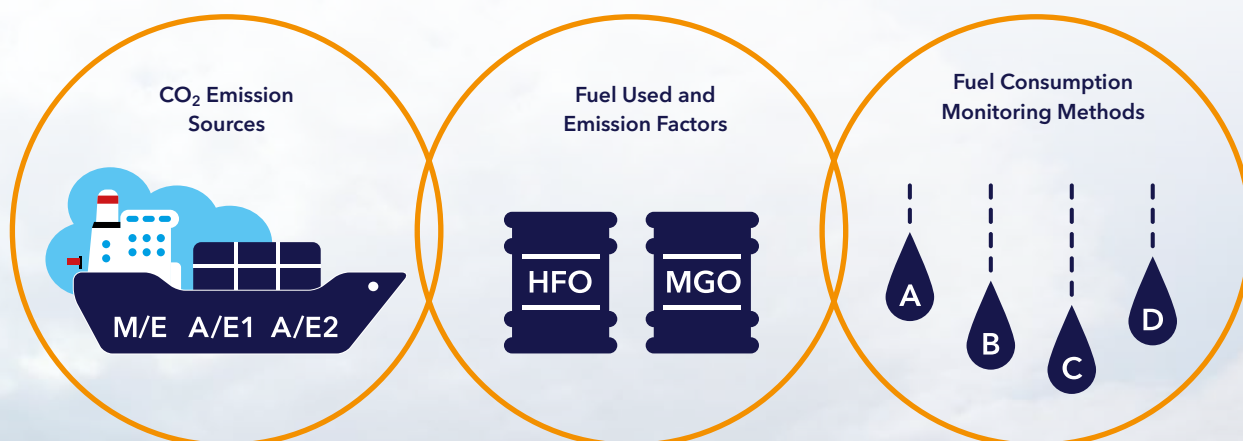 CO₂ Emission
Sources
M/E A/E1 A/E2
Fuel Used and
Emission Factors
HFO
MGO
Fuel Consumption
Monitoring Methods
A
B
C
D